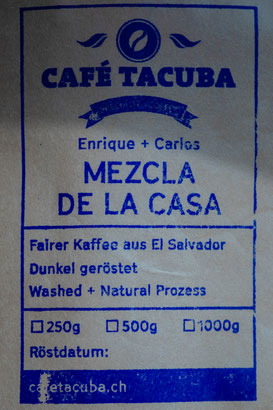 CAFÉ TACUBA
Enrique + Carlos
MEZCLA
DE LA CASA
Fairer Kaffee aus El Salvador
Dunkel geröstet
Washed + Natural Prozess
☐ 250g ☐ 500g ☐ 1000g
Röstdatum:
cafetacuba.ch